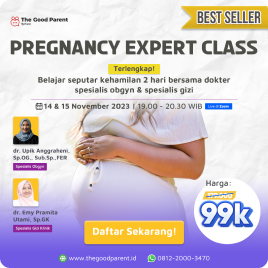 The Good Parent
BEST SELLER
PREGNANCY EXPERT CLASS
Terlengkap!
Belajar seputar kehamilan 2 hari bersama dokter
spesialis obgyn & spesialis gizi
14 & 15 November 2023 | 19.00 - 20.30 WIB | Live Zoom
dr. Upik Anggraheni,
Sp.OG., Sub.Sp.,FER
Spesialis Obgyn
dr. Emy Pramita
Utami, Sp.GK
Spesialis Gizi Klinik
Harga:
99k
Daftar Sekarang!
www.thegoodparent.id
0812-2000-3470